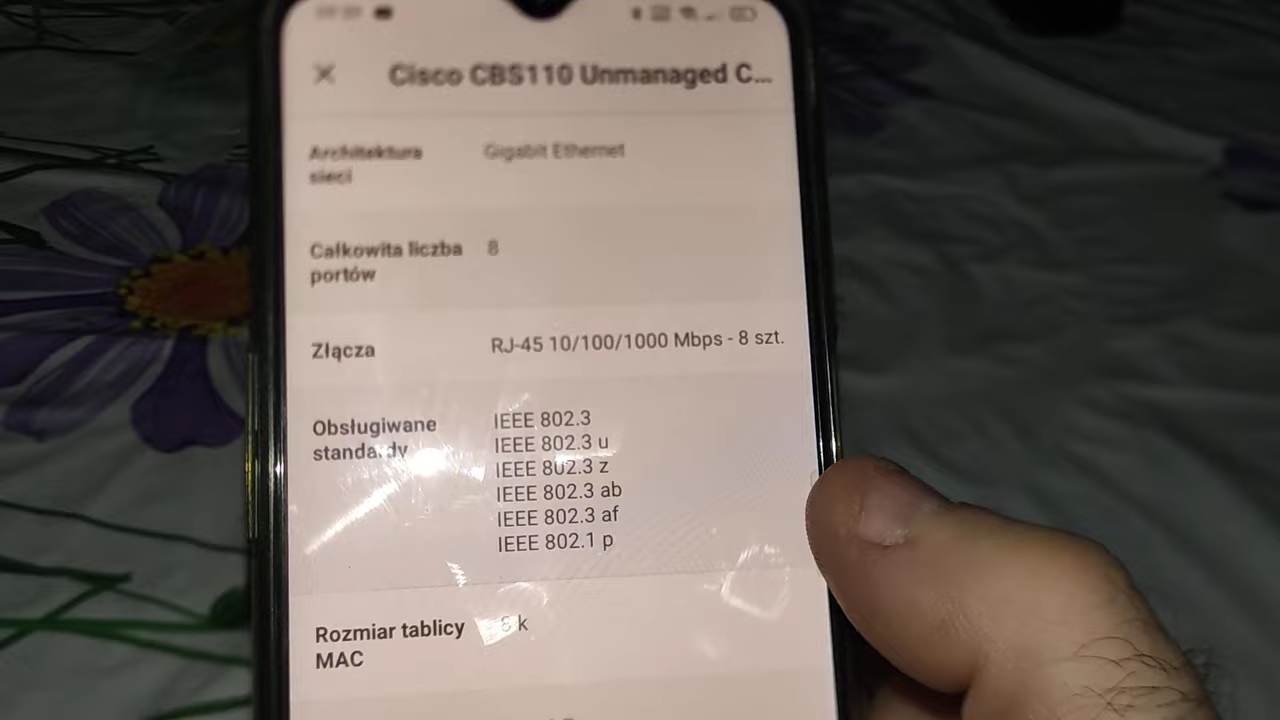 Cisco CBS110 Unmanaged C...
Architektura sieci
Gigabit Ethernet
Całkowita liczba portów
8
Złącza
RJ-45 10/100/1000 Mbps - 8 szt.
Obsługiwane standardy
IEEE 802.3
IEEE 802.3 u
IEEE 802.3 z
IEEE 802.3 ab
IEEE 802.3 af
IEEE 802.1 p
Rozmiar tablicy MAC
8 k